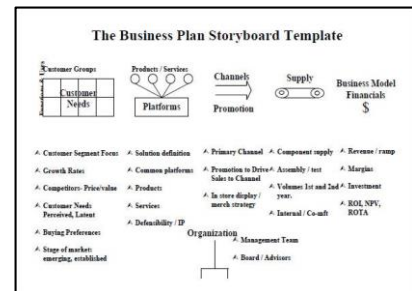 The Business Plan Storyboard Template
Customer Groups
Products / Services
Channels
Supply
Business Model
Financials
$
Customer
Needs
Platforms
Promotion
Customer Segment Focus
Growth Rates
Competitors- Price/value
Customer Needs
Perceived, Latent
Buying Preferences
Stage of market:
emerging, established
Solution definition
Common platforms
Products
Services
Defensibility / IP
Primary Channel
Promotion to Drive
Sales to Channel
In store display /
merch strategy
Component supply
Assembly / test
Volumes 1st and 2nd
year.
Internal / Co-mft
Revenue / ramp
Margins
Investment
ROI, NPV,
ROTA
Organization
Management Team
Board / Advisors